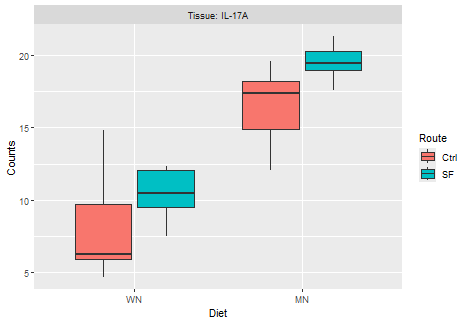 Tissue: IL-17A
20
15
10
5
Counts
WN
MN
Diet
Route
Ctrl
SF